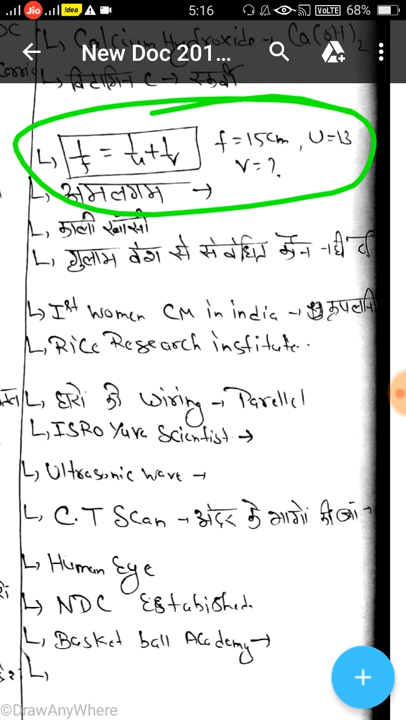 5:16 68%
New Doc 201...
L, Calcium Hydroxide → Ca(OH)2
L, विटामिन C → स्कर्वी
L, 1/f = 1/u + 1/v f = 15cm, U = 13
V = ?
L, अमलगम →
L, काली खाँसी
L, गुलाम वंश से संबंधित कौन नही
L, Ist women CM in india → कृपलानी
L, Rice Research institute..
L, घरो की wiring → Parellel
L, ISRO Yuva Scientist →
L, Ultrasonic wave →
L, C.T Scan → अंदर के भागो की जाँ
L, Human Eye
L, NDC Established
L, Basket ball Academy →
L,
©DrawAnyWhere